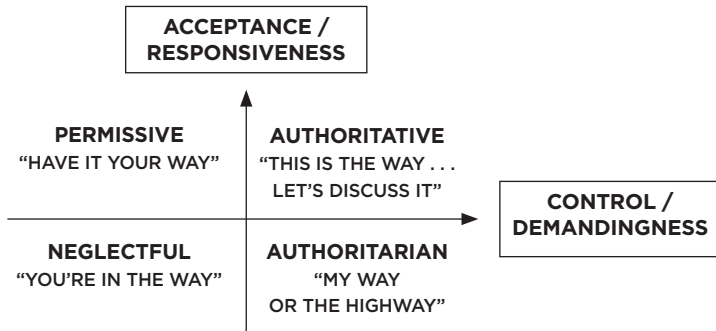 ACCEPTANCE /
RESPONSIVENESS
PERMISSIVE
“HAVE IT YOUR WAY”
AUTHORITATIVE
“THIS IS THE WAY . . .
LET’S DISCUSS IT”
CONTROL /
DEMANDINGNESS
NEGLECTFUL
“YOU’RE IN THE WAY”
AUTHORITARIAN
“MY WAY
OR THE HIGHWAY”